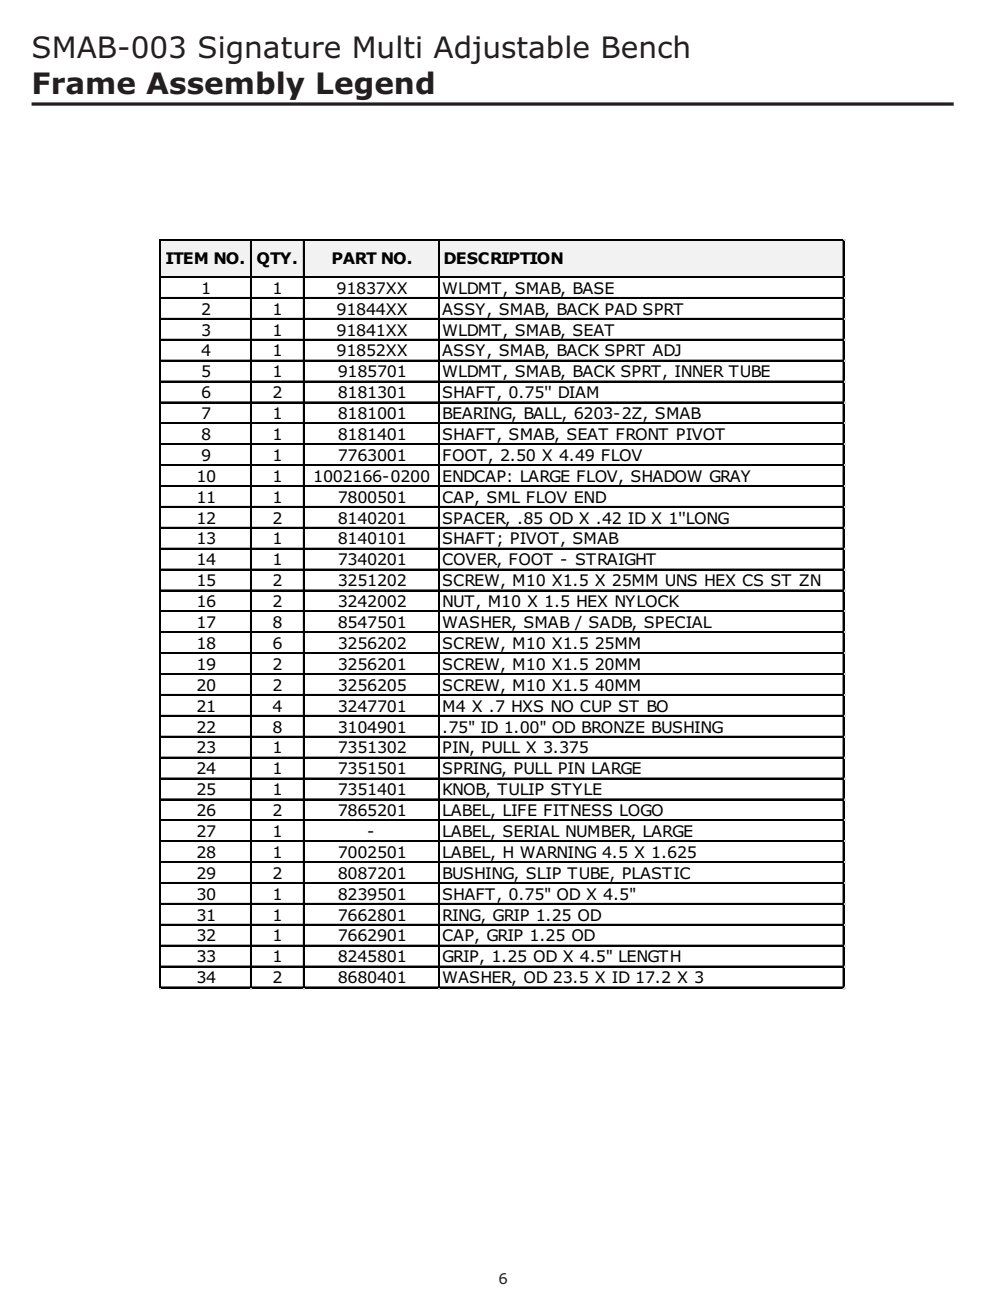 SMAB-003 Signature Multi Adjustable Bench
Frame Assembly Legend
ITEM NO. QTY. PART NO. DESCRIPTION
1 1 91837XX WLDMT, SMAB, BASE
2 1 91844XX ASSY, SMAB, BACK PAD SPRT
3 1 91841XX WLDMT, SMAB, SEAT
4 1 91852XX ASSY, SMAB, BACK SPRT ADJ
5 1 9185701 WLDMT, SMAB, BACK SPRT, INNER TUBE
6 2 8181301 SHAFT, 0.75" DIAM
7 1 8181001 BEARING, BALL, 6203-2Z, SMAB
8 1 8181401 SHAFT, SMAB, SEAT FRONT PIVOT
9 1 7763001 FOOT, 2.50 X 4.49 FLOV
10 1 1002166-0200 ENDCAP: LARGE FLOV, SHADOW GRAY
11 1 7800501 CAP, SML FLOV END
12 2 8140201 SPACER, .85 OD X .42 ID X 1"LONG
13 1 8140101 SHAFT; PIVOT, SMAB
14 1 7340201 COVER, FOOT - STRAIGHT
15 2 3251202 SCREW, M10 X1.5 X 25MM UNS HEX CS ST ZN
16 2 3242002 NUT, M10 X 1.5 HEX NYLOCK
17 8 8547501 WASHER, SMAB / SADB, SPECIAL
18 6 3256202 SCREW, M10 X1.5 25MM
19 2 3256201 SCREW, M10 X1.5 20MM
20 2 3256205 SCREW, M10 X1.5 40MM
21 4 3247701 M4 X .7 HXS NO CUP ST BO
22 8 3104901 .75" ID 1.00" OD BRONZE BUSHING
23 1 7351302 PIN, PULL X 3.375
24 1 7351501 SPRING, PULL PIN LARGE
25 1 7351401 KNOB, TULIP STYLE
26 2 7865201 LABEL, LIFE FITNESS LOGO
27 1 - LABEL, SERIAL NUMBER, LARGE
28 1 7002501 LABEL, H WARNING 4.5 X 1.625
29 2 8087201 BUSHING, SLIP TUBE, PLASTIC
30 1 8239501 SHAFT, 0.75" OD X 4.5"
31 1 7662801 RING, GRIP 1.25 OD
32 1 7662901 CAP, GRIP 1.25 OD
33 1 8245801 GRIP, 1.25 OD X 4.5" LENGTH
34 2 8680401 WASHER, OD 23.5 X ID 17.2 X 3
6